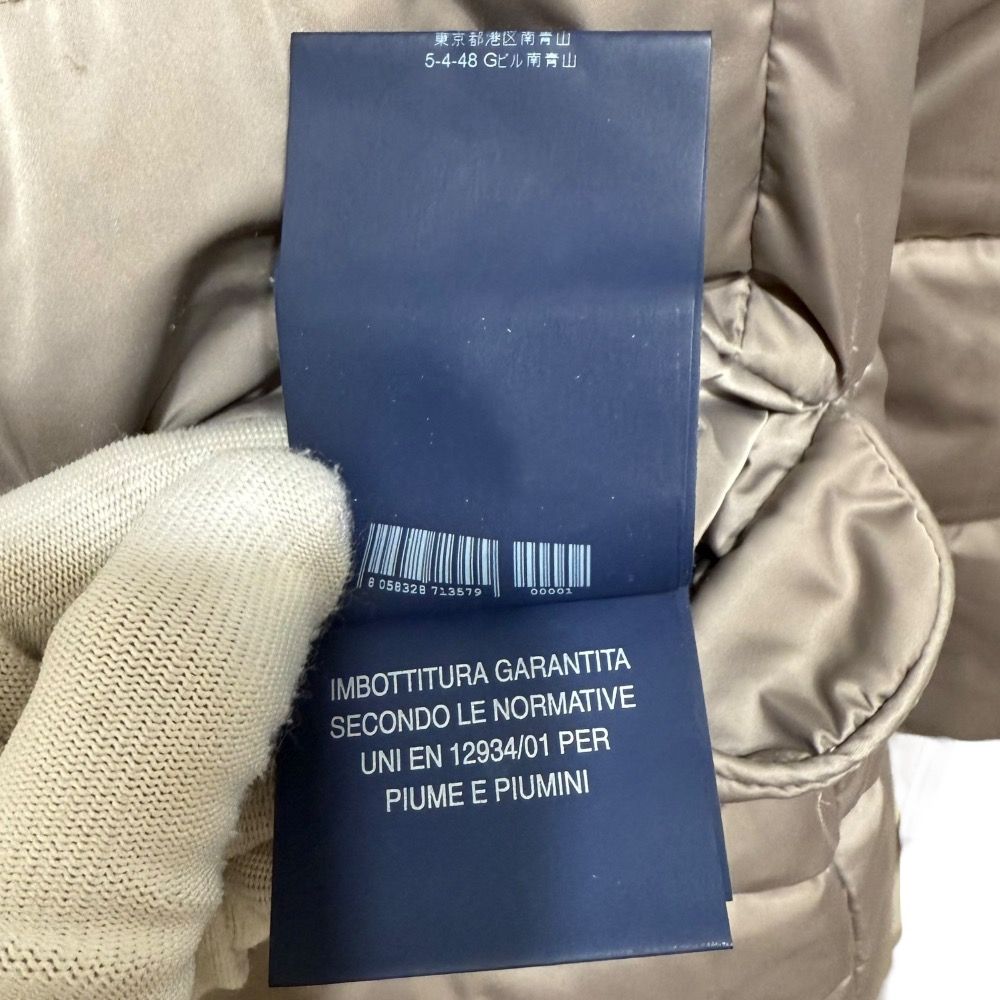 東京都港区南青山
5-4-48 Gビル南青山
8 058328 713579
00001
IMBOTTITURA GARANTITA
SECONDO LE NORMATIVE
UNI EN 12934/01 PER
PIUME E PIUMINI